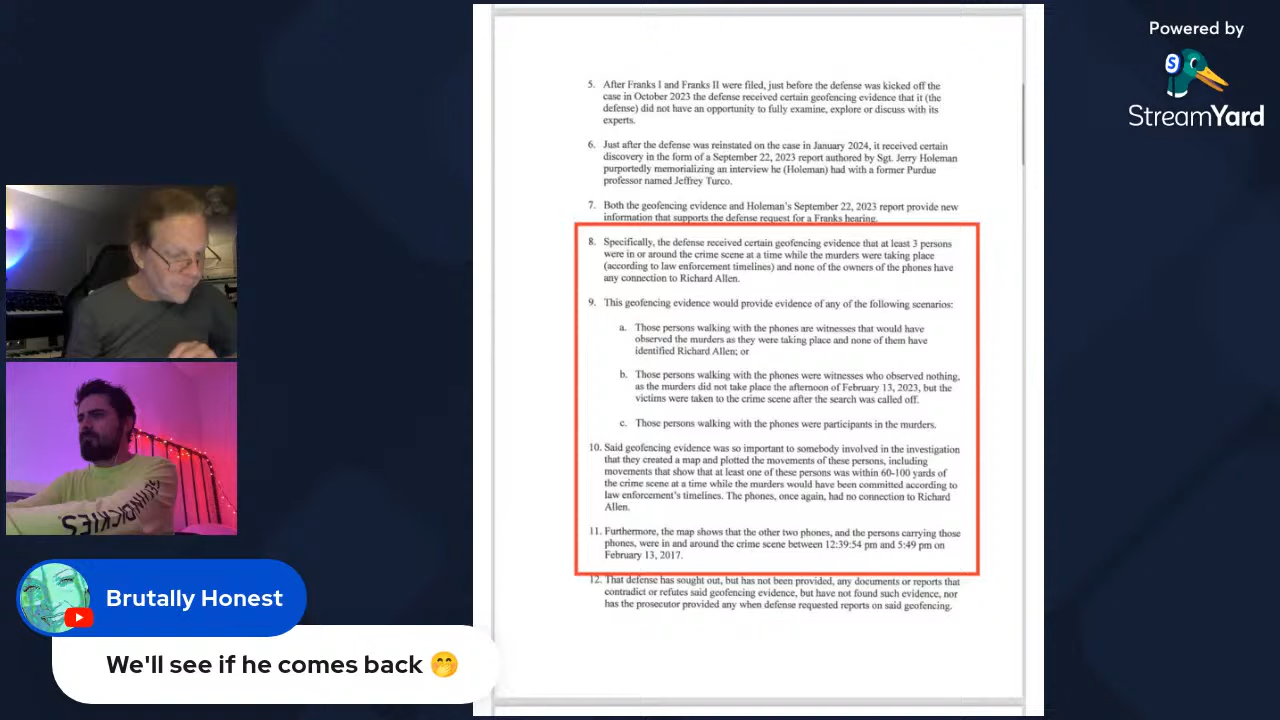 Powered by
S
StreamYard
5. After Franks I and Franks II were filed, just before the defense was kicked off the
case in October 2023 the defense received certain geofencing evidence that it (the
defense) did not have an opportunity to fully examine, explore or discuss with its
experts.
6. Just after the defense was reinstated on the case in January 2024, it received certain
discovery in the form of a September 22, 2023 report authored by Sgt. Jerry Holeman
purportedly memorializing an interview he (Holeman) had with a former Purdue
professor named Jeffrey Turco.
7. Both the geofencing evidence and Holeman's September 22, 2023 report provide new
information that supports the defense request for a Franks hearing.
8. Specifically, the defense received certain geofencing evidence that at least 3 persons
were in or around the crime scene at a time while the murders were taking place
(according to law enforcement timelines) and none of the owners of the phones have
any connection to Richard Allen.
9. This geofencing evidence would provide evidence of any of the following scenarios:
a. Those persons walking with the phones are witnesses that would have
observed the murders as they were taking place and none of them have
identified Richard Allen; or
b. Those persons walking with the phones were witnesses who observed nothing,
as the murders did not take place the afternoon of February 13, 2023, but the
victims were taken to the crime scene after the search was called off.
c. Those persons walking with the phones were participants in the murders.
10. Said geofencing evidence was so important to somebody involved in the investigation
that they created a map and plotted the movements of these persons, including
movements that show that at least one of these persons was within 60-100 yards of
the crime scene at a time while the murders would have been committed according to
law enforcement's timelines. The phones, once again, had no connection to Richard
Allen.
11. Furthermore, the map shows that the other two phones, and the persons carrying those
phones, were in and around the crime scene between 12:39:54 pm and 5:49 pm on
February 13, 2017.
12. That defense has sought out, but has not been provided, any documents or reports that
contradict or refutes said geofencing evidence, but have not found such evidence, nor
has the prosecutor provided any when defense requested reports on said geofencing.
Brutally Honest
We'll see if he comes back 🤭